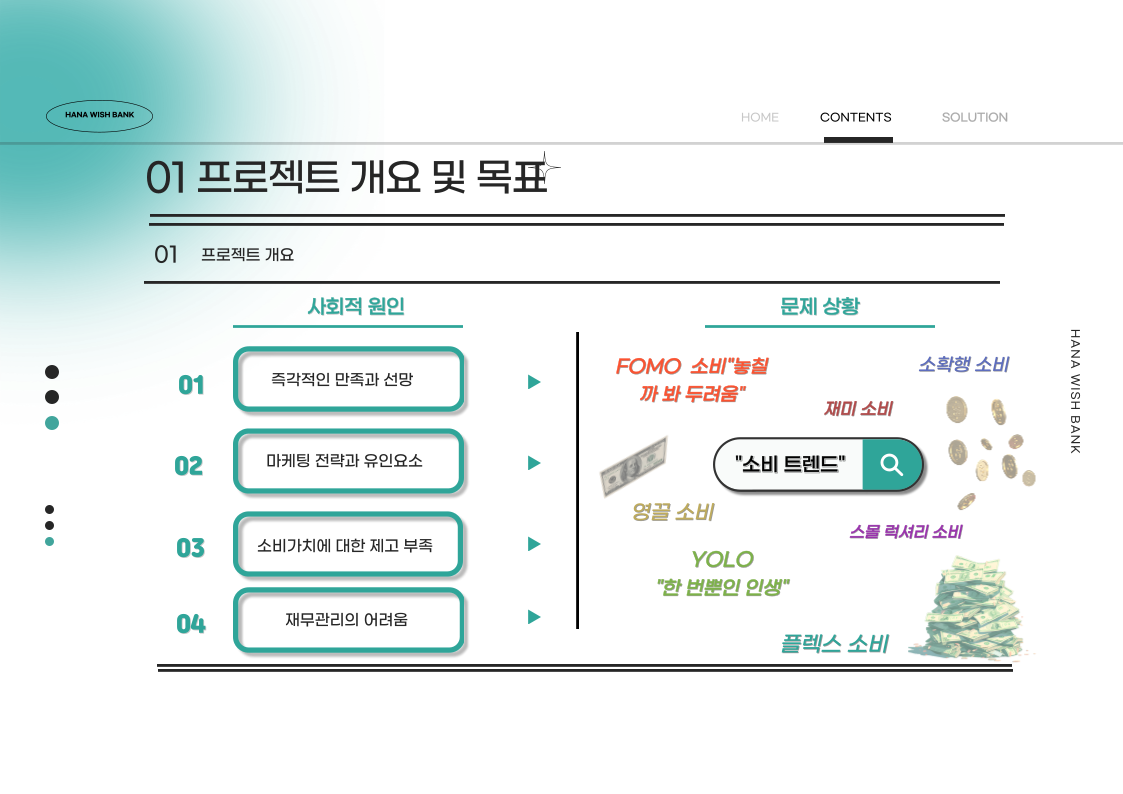 HANA WISH BANK
HOME CONTENTS SOLUTION
01 프로젝트 개요 및 목표
01 프로젝트 개요
사회적 원인
01 즉각적인 만족과 선망
02 마케팅 전략과 유인요소
03 소비가치에 대한 제고 부족
04 재무관리의 어려움
문제 상황
FOMO 소비"놓칠
까 봐 두려움"
소확행 소비
재미 소비
"소비 트렌드"
영끌 소비
스몰 럭셔리 소비
YOLO
"한 번뿐인 인생"
플렉스 소비
HANA WISH BANK